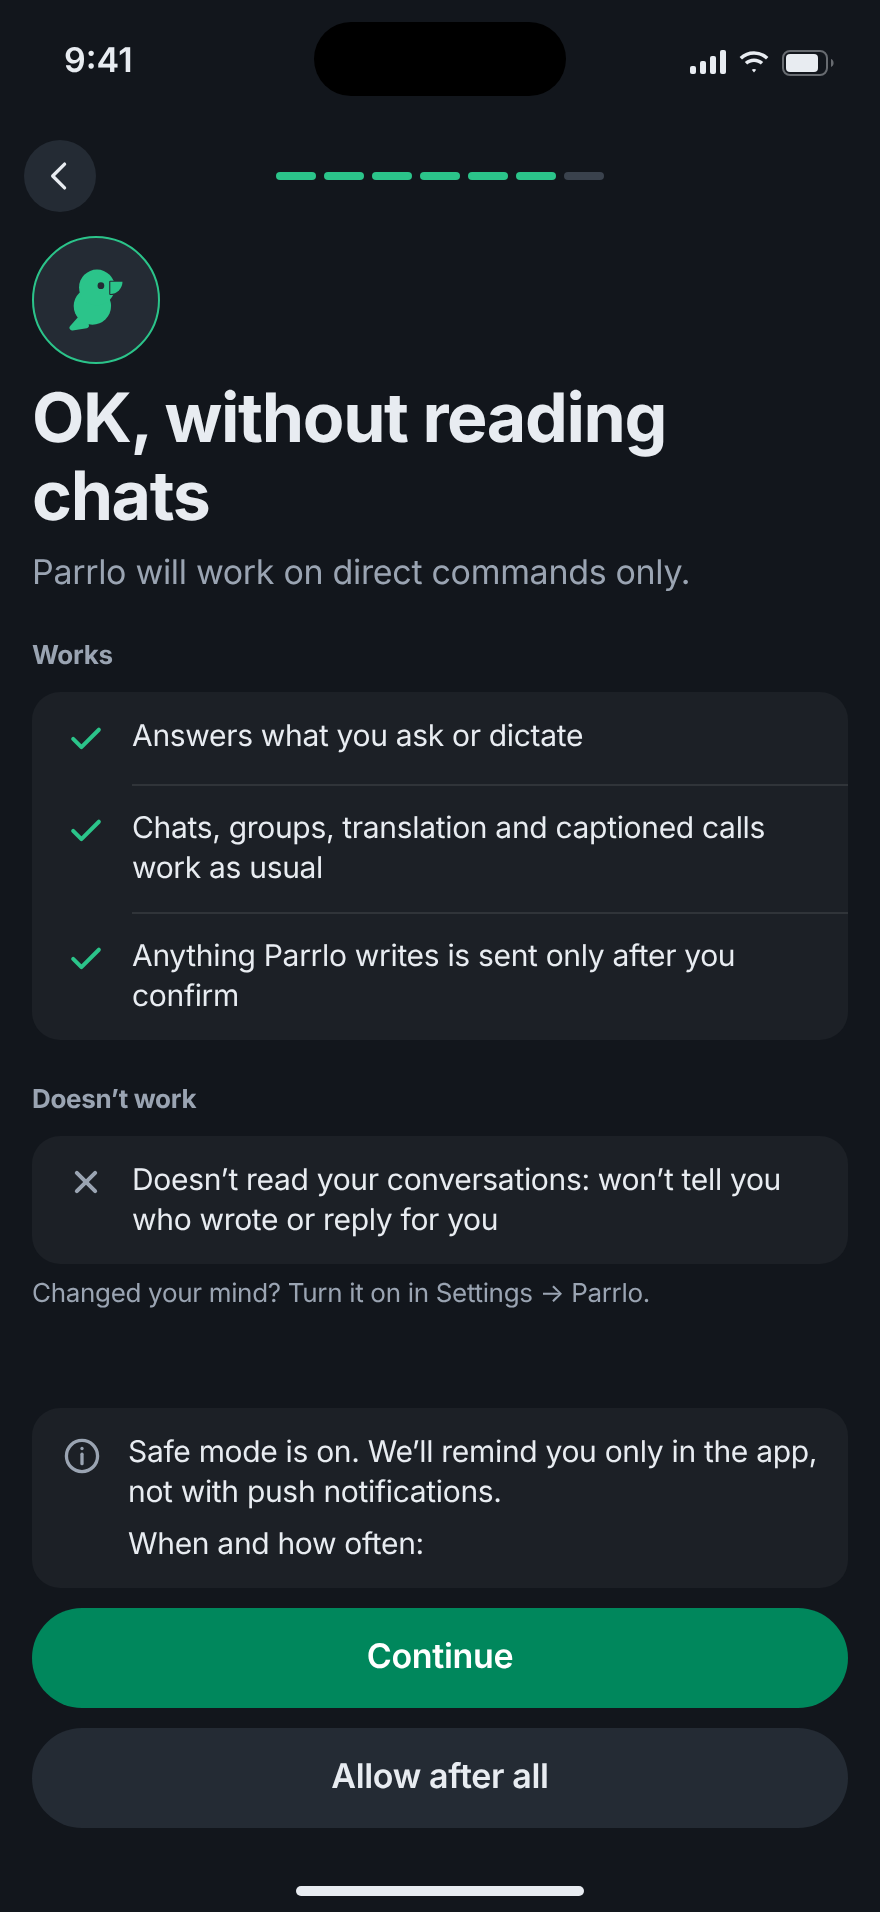 9:41
OK, without reading
chats
Parrlo will work on direct commands only.
Works
Answers what you ask or dictate
Chats, groups, translation and captioned calls
work as usual
Anything Parrlo writes is sent only after you
confirm
Doesn’t work
Doesn’t read your conversations: won’t tell you
who wrote or reply for you
Changed your mind? Turn it on in Settings → Parrlo.
Safe mode is on. We’ll remind you only in the app,
not with push notifications.
When and how often:
Continue
Allow after all